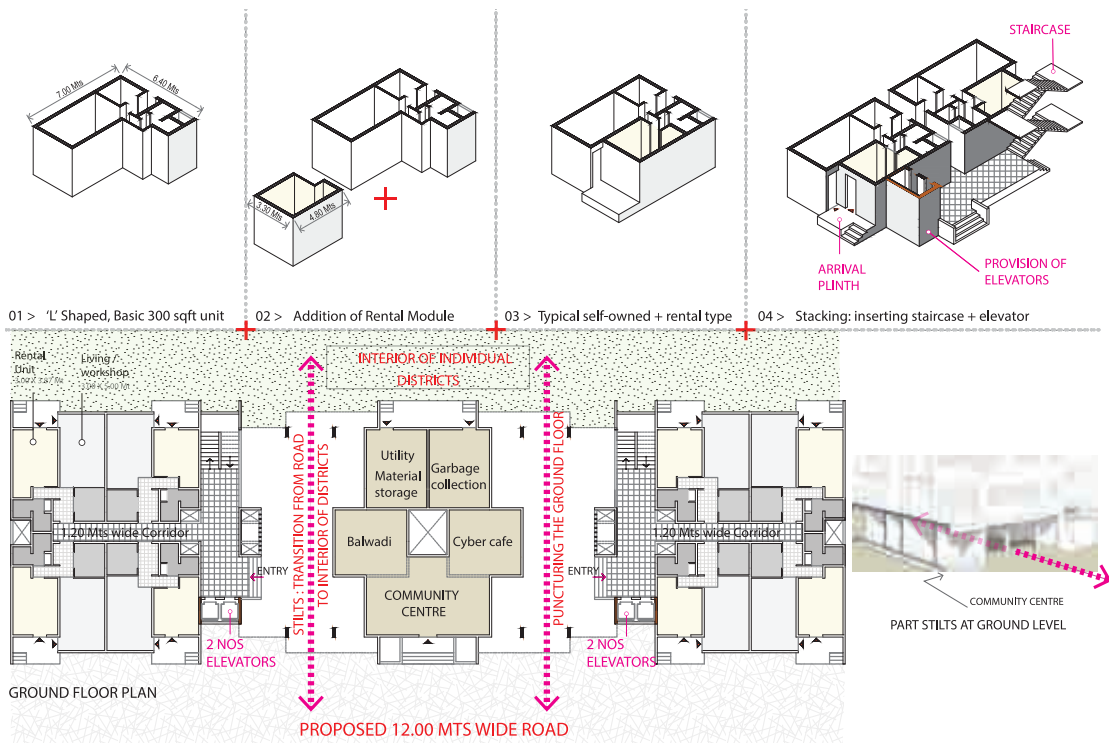 7.00 Mts
6.40 Mts
3.30 Mts
4.80 Mts
STAIRCASE
ARRIVAL
PLINTH
PROVISION OF
ELEVATORS
01 > 'L' Shaped, Basic 300 sqft unit
02 > Addition of Rental Module
03 > Typical self-owned + rental type
04 > Stacking: inserting staircase + elevator
Rental
Unit
Living /
workshop
INTERIOR OF INDIVIDUAL
DISTRICTS
STILTS : TRANSITION FROM ROAD
TO INTERIOR OF DISTRICTS
PUNCTURING THE GROUND FLOOR
Utility
Material
storage
Garbage
collection
Balwadi
Cyber cafe
COMMUNITY
CENTRE
1.20 Mts wide Corridor
.20 Mts wide Corridor
ENTRY
ENTRY
2 NOS
ELEVATORS
2 NOS
ELEVATORS
COMMUNITY CENTRE
PART STILTS AT GROUND LEVEL
GROUND FLOOR PLAN
PROPOSED 12.00 MTS WIDE ROAD